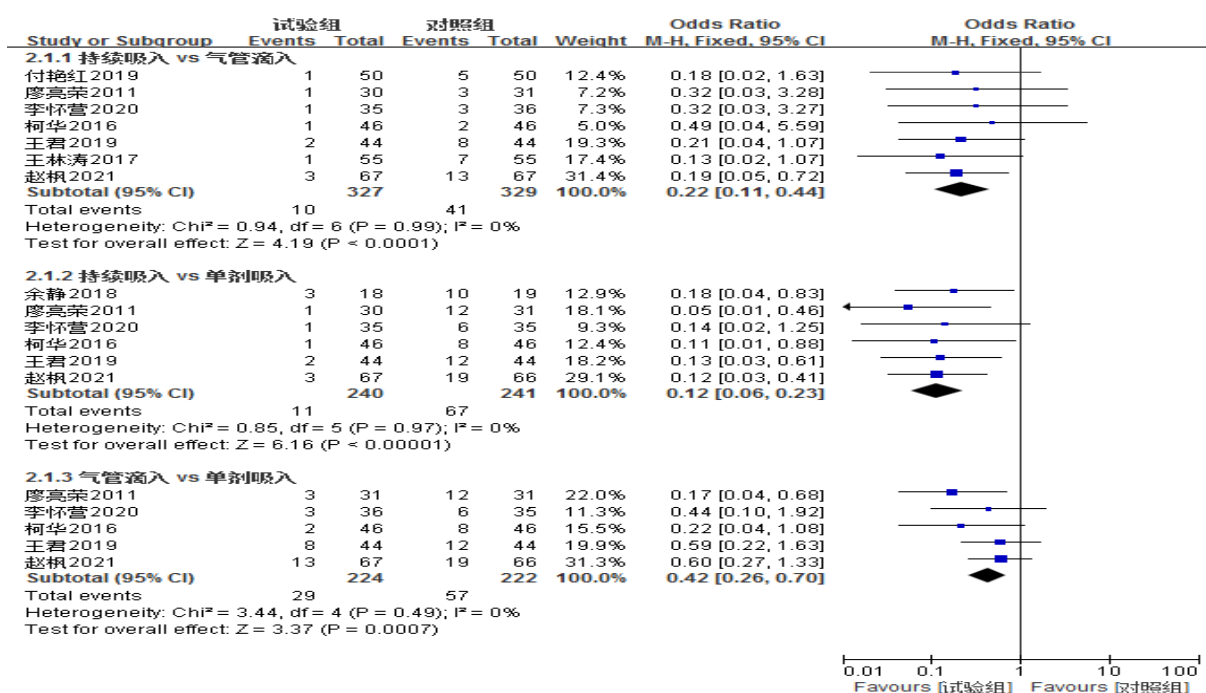 试验组 对照组 Odds Ratio Odds Ratio
Study or Subgroup Events Total Events Total Weight M-H, Fixed, 95% CI M-H, Fixed, 95% CI
2.1.1 持续吸入 vs 气管滴入
付艳红2019 1 50 5 50 12.4% 0.18 [0.02, 1.63]
廖亮荣2011 1 30 3 31 7.2% 0.32 [0.03, 3.28]
李怀营2020 1 35 3 36 7.3% 0.32 [0.03, 3.27]
柯华2016 1 46 2 46 5.0% 0.49 [0.04, 5.59]
王君2019 2 44 8 44 19.3% 0.21 [0.04, 1.07]
王林涛2017 1 55 7 55 17.4% 0.13 [0.02, 1.07]
赵枫2021 3 67 13 67 31.4% 0.19 [0.05, 0.72]
Subtotal (95% CI) 327 329 100.0% 0.22 [0.11, 0.44]
Total events 10 41
Heterogeneity: Chi² = 0.94, df = 6 (P = 0.99); I² = 0%
Test for overall effect: Z = 4.19 (P < 0.0001)
2.1.2 持续吸入 vs 单剂吸入
余静2018 3 18 10 19 12.9% 0.18 [0.04, 0.83]
廖亮荣2011 1 30 12 31 18.1% 0.05 [0.01, 0.46]
李怀营2020 1 35 6 35 9.3% 0.14 [0.02, 1.25]
柯华2016 1 46 8 46 12.4% 0.11 [0.01, 0.88]
王君2019 2 44 12 44 18.2% 0.13 [0.03, 0.61]
赵枫2021 3 67 19 66 29.1% 0.12 [0.03, 0.41]
Subtotal (95% CI) 240 241 100.0% 0.12 [0.06, 0.23]
Total events 11 67
Heterogeneity: Chi² = 0.85, df = 5 (P = 0.97); I² = 0%
Test for overall effect: Z = 6.16 (P < 0.00001)
2.1.3 气管滴入 vs 单剂吸入
廖亮荣2011 3 31 12 31 22.0% 0.17 [0.04, 0.68]
李怀营2020 3 36 6 35 11.3% 0.44 [0.10, 1.92]
柯华2016 2 46 8 46 15.5% 0.22 [0.04, 1.08]
王君2019 8 44 12 44 19.9% 0.59 [0.22, 1.63]
赵枫2021 13 67 19 66 31.3% 0.60 [0.27, 1.33]
Subtotal (95% CI) 224 222 100.0% 0.42 [0.26, 0.70]
Total events 29 57
Heterogeneity: Chi² = 3.44, df = 4 (P = 0.49); I² = 0%
Test for overall effect: Z = 3.37 (P = 0.0007)
0.01 0.1 1 10 100
Favours [试验组] Favours [对照组]